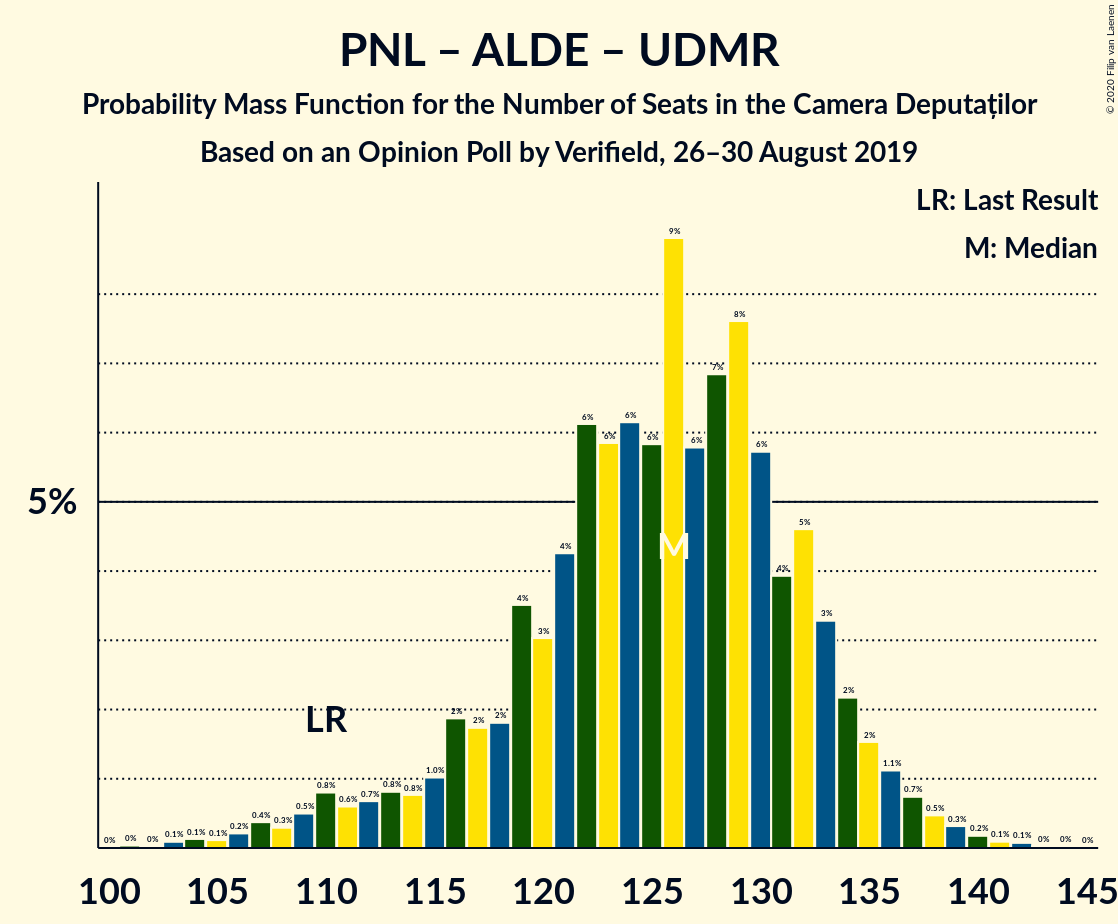 PNL – ALDE – UDMR
Probability Mass Function for the Number of Seats in the Camera Deputaților
Based on an Opinion Poll by Verifield, 26–30 August 2019
© 2020 Filip van Laenen
LR: Last Result
M: Median
5%
LR
M
0% 0% 0% 0.1% 0.1% 0.1% 0.2% 0.4% 0.3% 0.5% 0.8% 0.6% 0.7% 0.8% 0.8% 1.0% 2% 2% 2% 4% 3% 4% 6% 6% 6% 6% 9% 6% 7% 8% 6% 4% 5% 3% 2% 2% 1.1% 0.7% 0.5% 0.3% 0.2% 0.1% 0.1% 0% 0% 0%
100 105 110 115 120 125 130 135 140 145